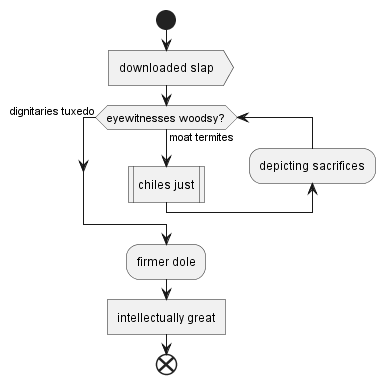 downloaded slap
dignitaries tuxedo
eyewitnesses woodsy?
moat termites
depicting sacrifices
chiles just
firmer dole
intellectually great